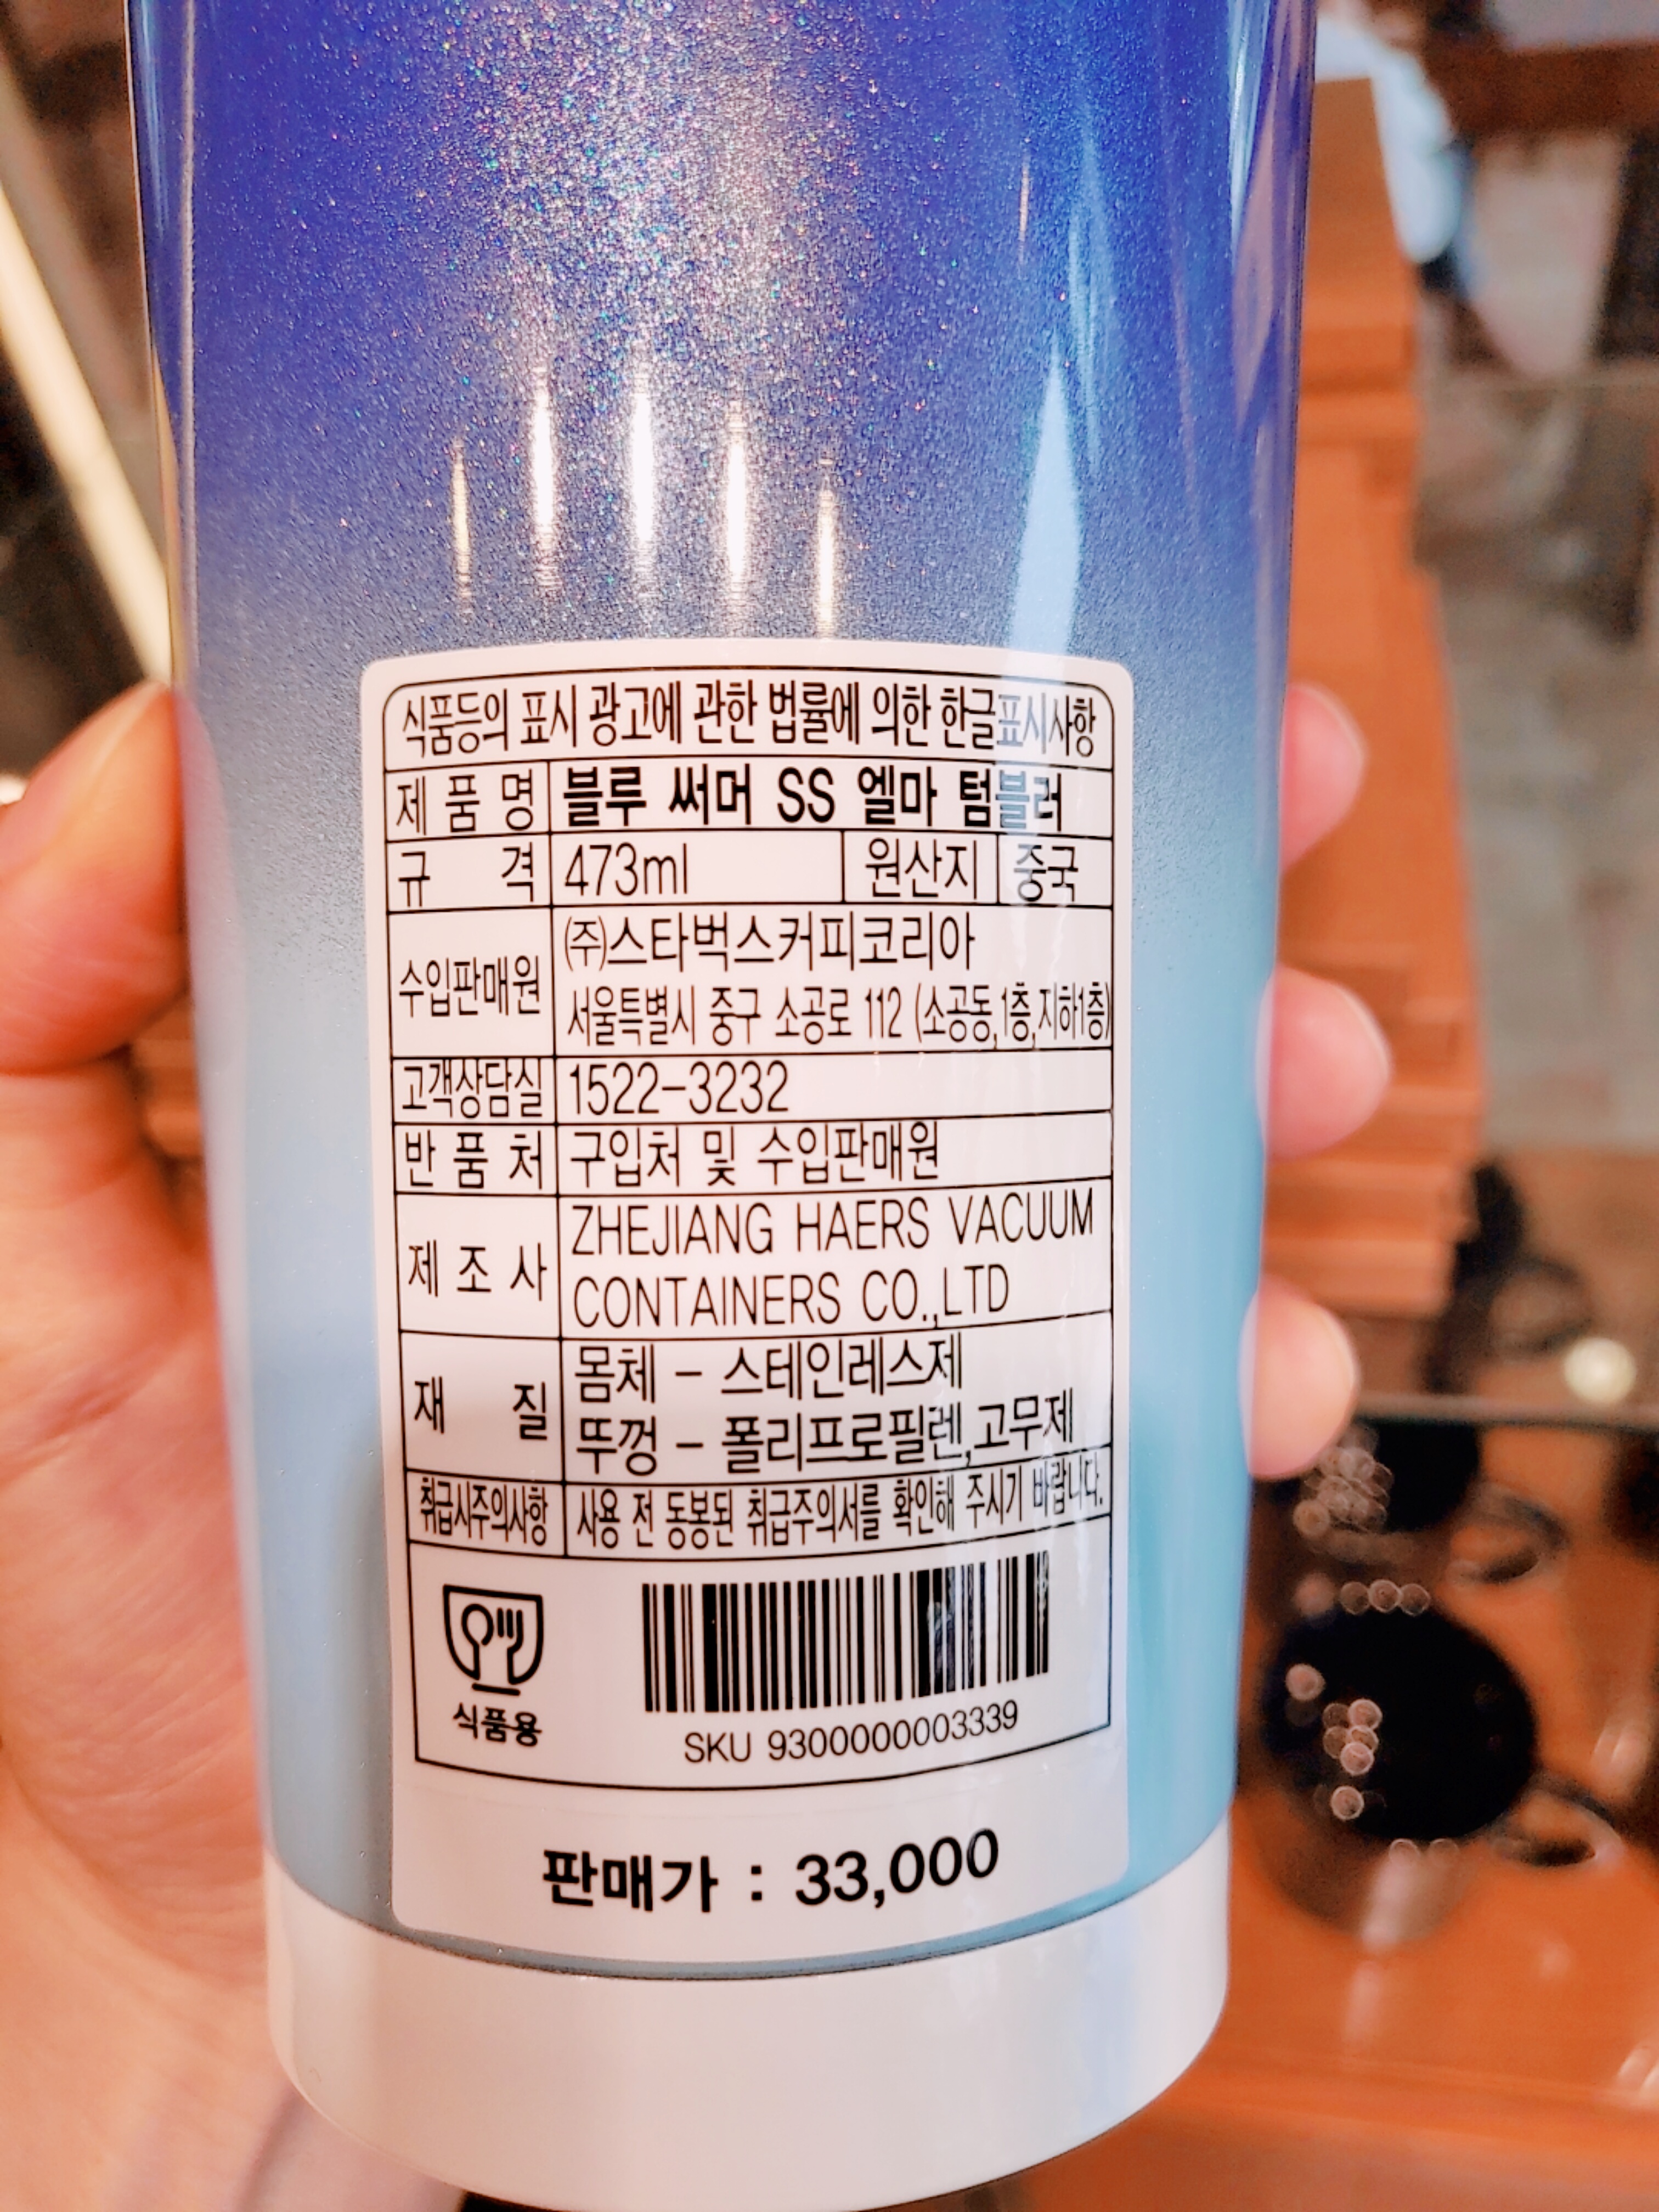 식품등의 표시 광고에 관한 법률에 의한 한글표시사항
제 품 명 블루 써머 SS 엘마 텀블러
규 격 473ml 원산지 중국
수입판매원 ㈜스타벅스커피코리아
서울특별시 중구 소공로 112 (소공동,1층,지하1층)
고객상담실 1522-3232
반 품 처 구입처 및 수입판매원
제 조 사 ZHEJIANG HAERS VACUUM
CONTAINERS CO.,LTD
재 질 몸체 - 스테인레스제
뚜껑 - 폴리프로필렌,고무제
취급시주의사항 사용 전 동봉된 취급주의서를 확인해 주시기 바랍니다.
식품용
SKU 9300000003339
판매가 : 33,000